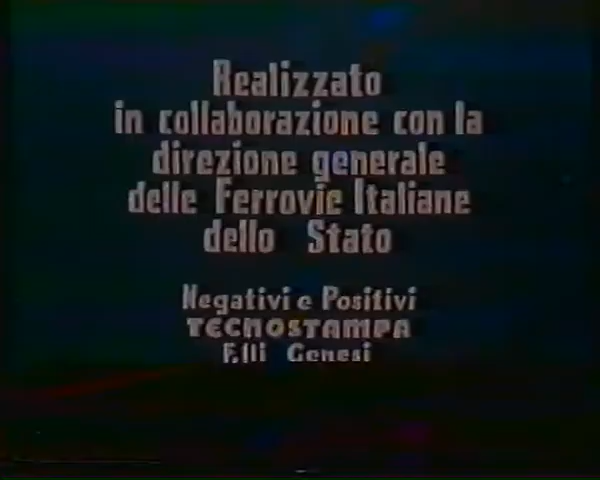 Realizzato
in collaborazione con la
direzione generale
delle Ferrovie Italiane
dello Stato
Negativi e Positivi
TECNOSTAMPA
F.lli Genesi